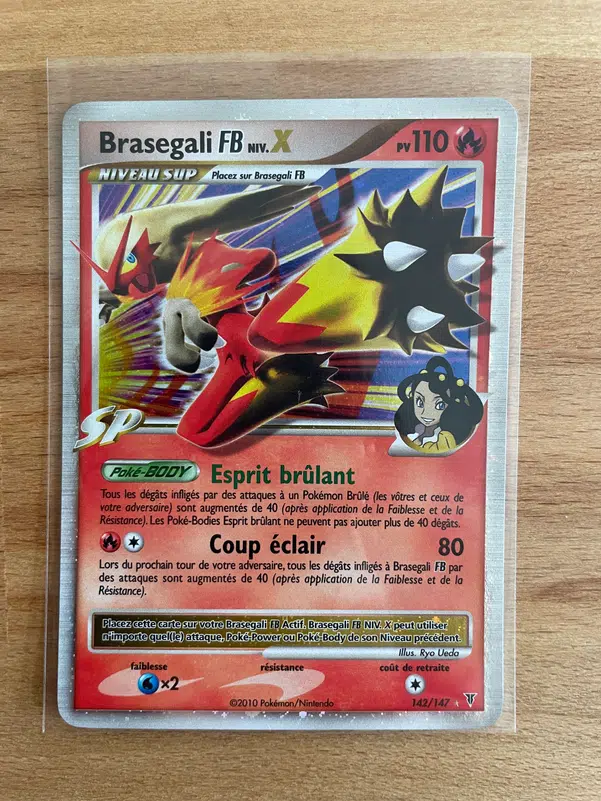 Brasegali FB NIV. X PV 110
NIVEAU SUP Placez sur Brasegali FB
SP
Poké-BODY Esprit brûlant
Tous les dégâts infligés par des attaques à un Pokémon Brûlé (les vôtres et ceux de
votre adversaire) sont augmentés de 40 (après application de la Faiblesse et de la
Résistance). Les Poké-Bodies Esprit brûlant ne peuvent pas ajouter plus de 40 dégâts.
Coup éclair 80
Lors du prochain tour de votre adversaire, tous les dégâts infligés à Brasegali FB par
des attaques sont augmentés de 40 (après application de la Faiblesse et de la
Résistance).
Placez cette carte sur votre Brasegali FB Actif. Brasegali FB NIV. X peut utiliser
n'importe quel(le) attaque, Poké-Power ou Poké-Body de son Niveau précédent.
Illus. Ryo Ueda
faiblesse résistance coût de retraite
×2
©2010 Pokémon/Nintendo 142/147